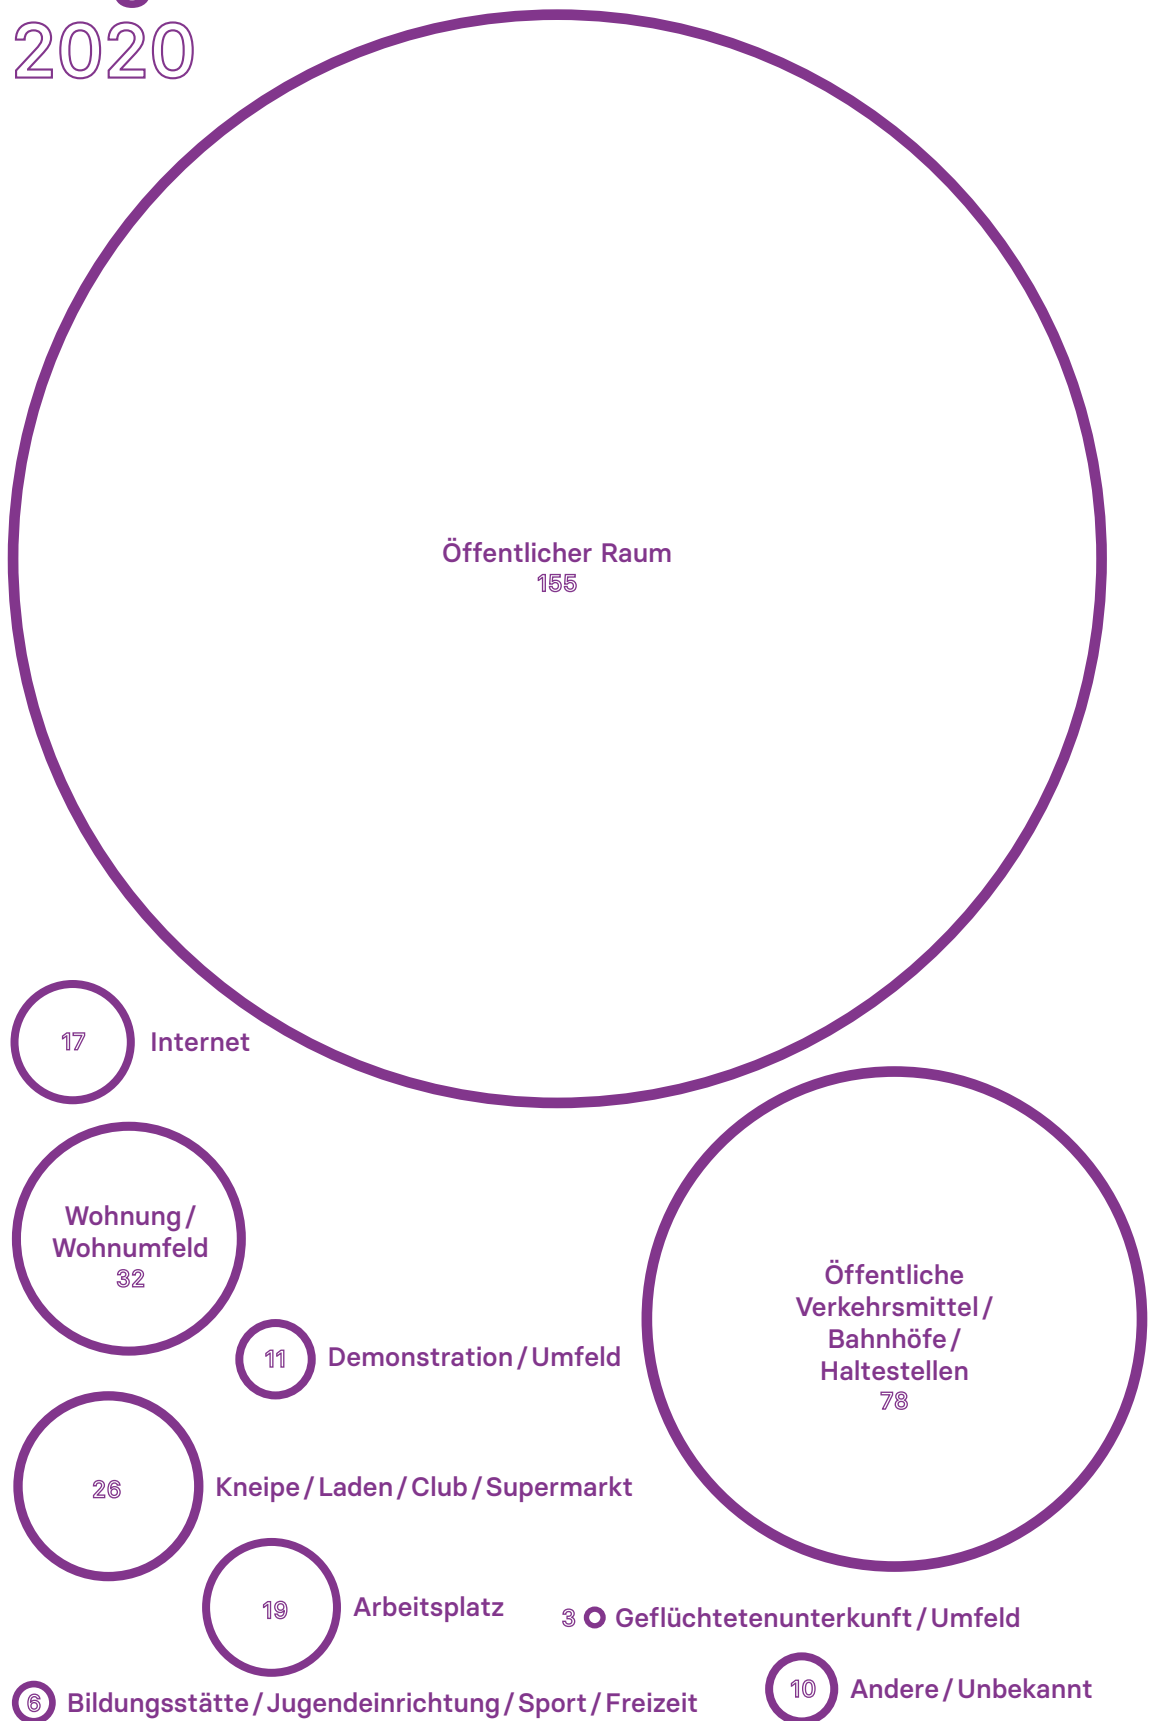 2020
Öffentlicher Raum
155
17 Internet
Wohnung / 
Wohnumfeld
32
Öffentliche
Verkehrsmittel /
Bahnhöfe /
Haltestellen
78
11 Demonstration / Umfeld
26 Kneipe / Laden / Club / Supermarkt
19 Arbeitsplatz
3 Geflüchtetenunterkunft / Umfeld
10 Andere / Unbekannt
6 Bildungsstätte / Jugendeinrichtung / Sport / Freizeit